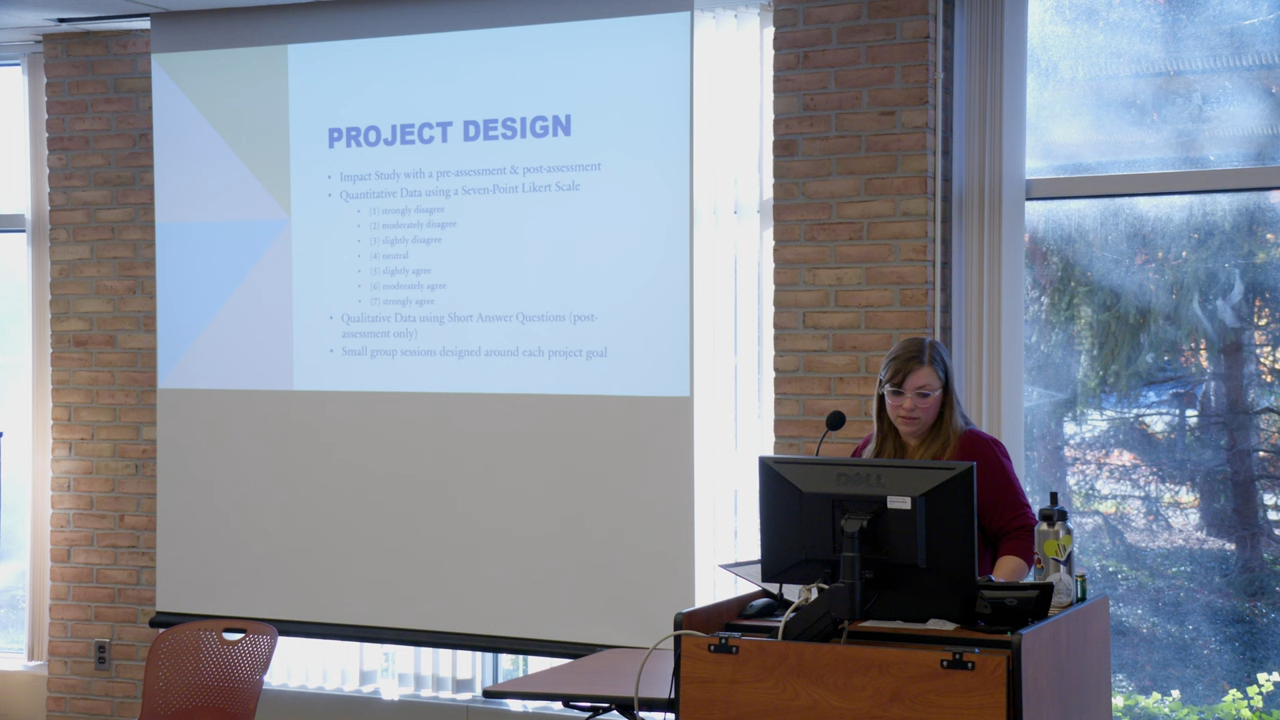 PROJECT DESIGN
• Impact Study with a pre-assessment & post-assessment
• Quantitative Data using a Seven-Point Likert Scale
• (1) strongly disagree
• (2) moderately disagree
• (3) slightly disagree
• (4) neutral
• (5) slightly agree
• (6) moderately agree
• (7) strongly agree
• Qualitative Data using Short Answer Questions (post-
assessment only)
• Small group sessions designed around each project goal
DELL